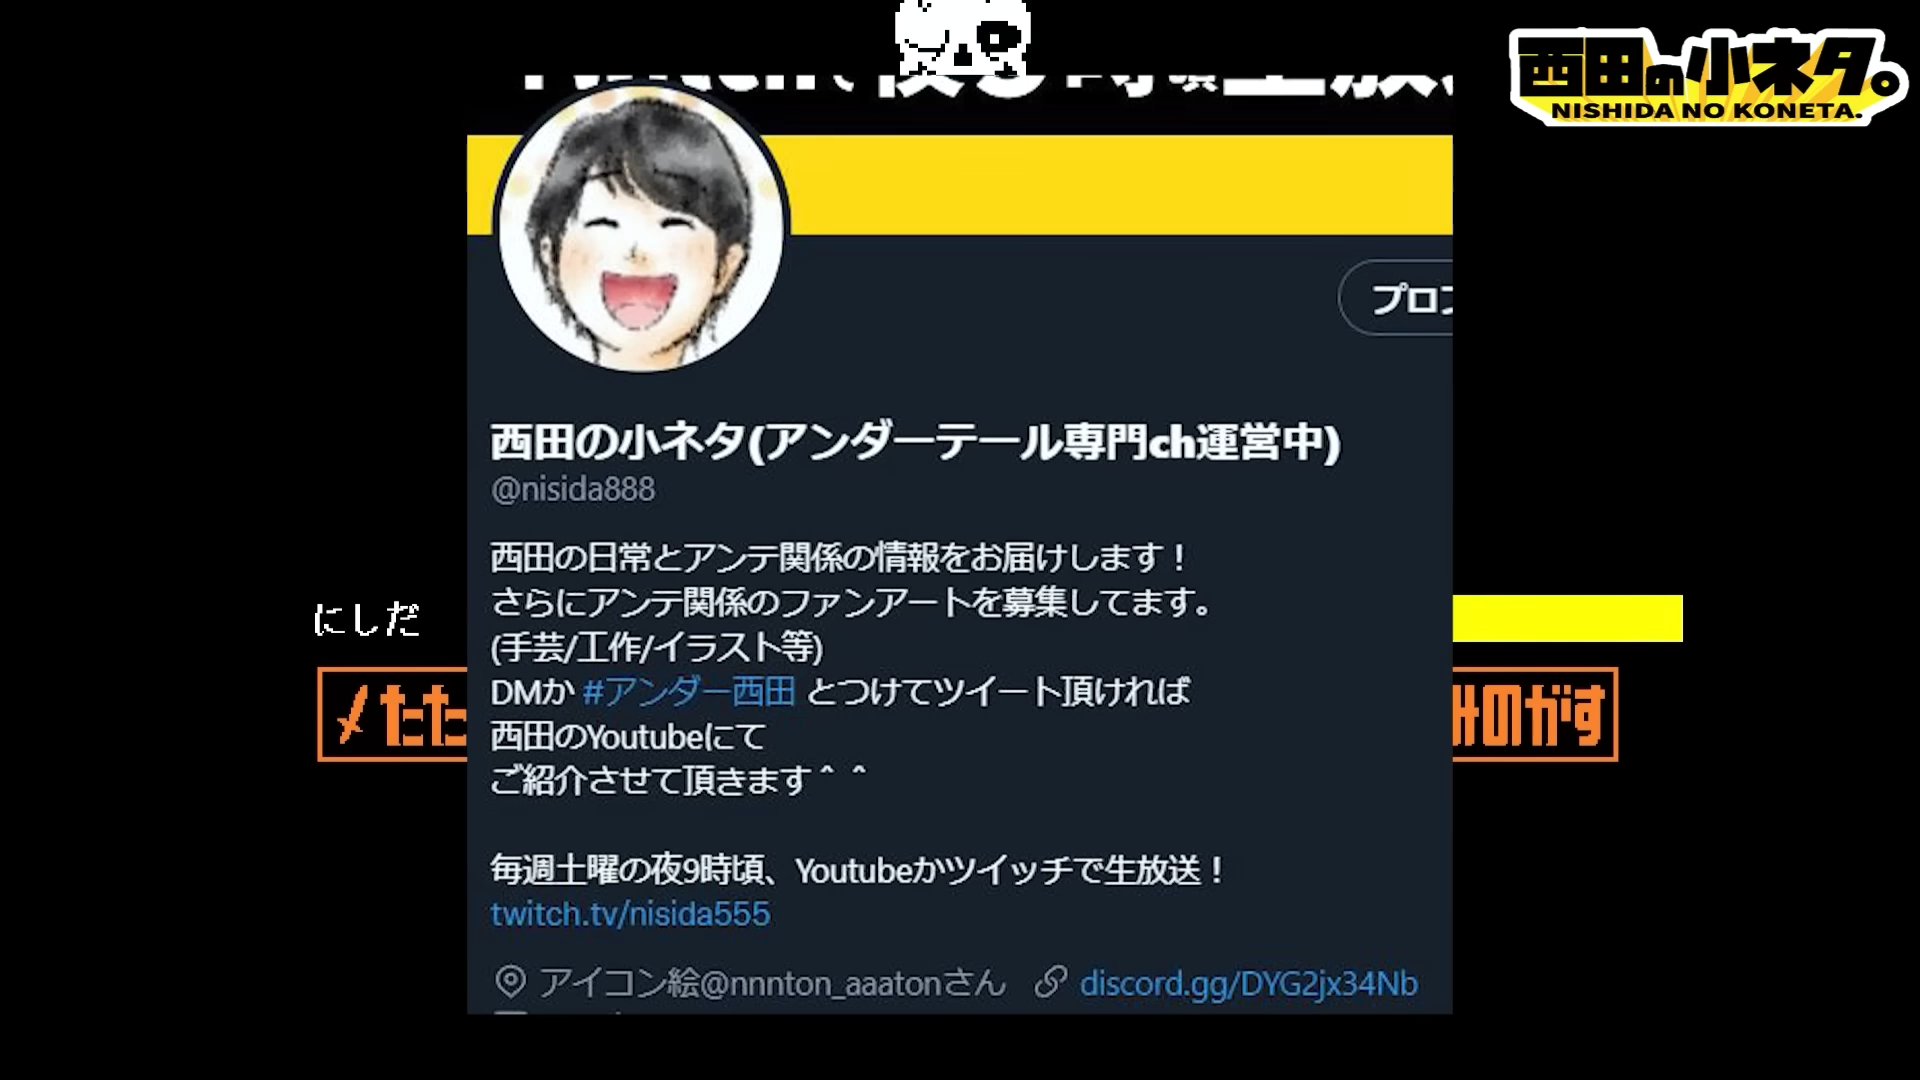 西田の小ネタ。
NISHIDA NO KONETA.
プロフ
西田の小ネタ(アンダーテール専門ch運営中)
@nisida888
西田の日常とアンテ関係の情報をお届けします!
さらにアンテ関係のファンアートを募集してます。
(手芸/工作/イラスト等)
DMか #アンダー西田 とつけてツイート頂ければ
西田のYoutubeにて
ご紹介させて頂きます＾＾
毎週土曜の夜9時頃、Youtubeかツイッチで生放送！
twitch.tv/nisida555
アイコン絵@nnnton_aaatonさん discord.gg/DYG2jx34Nb
にしだ
たた
みのがす